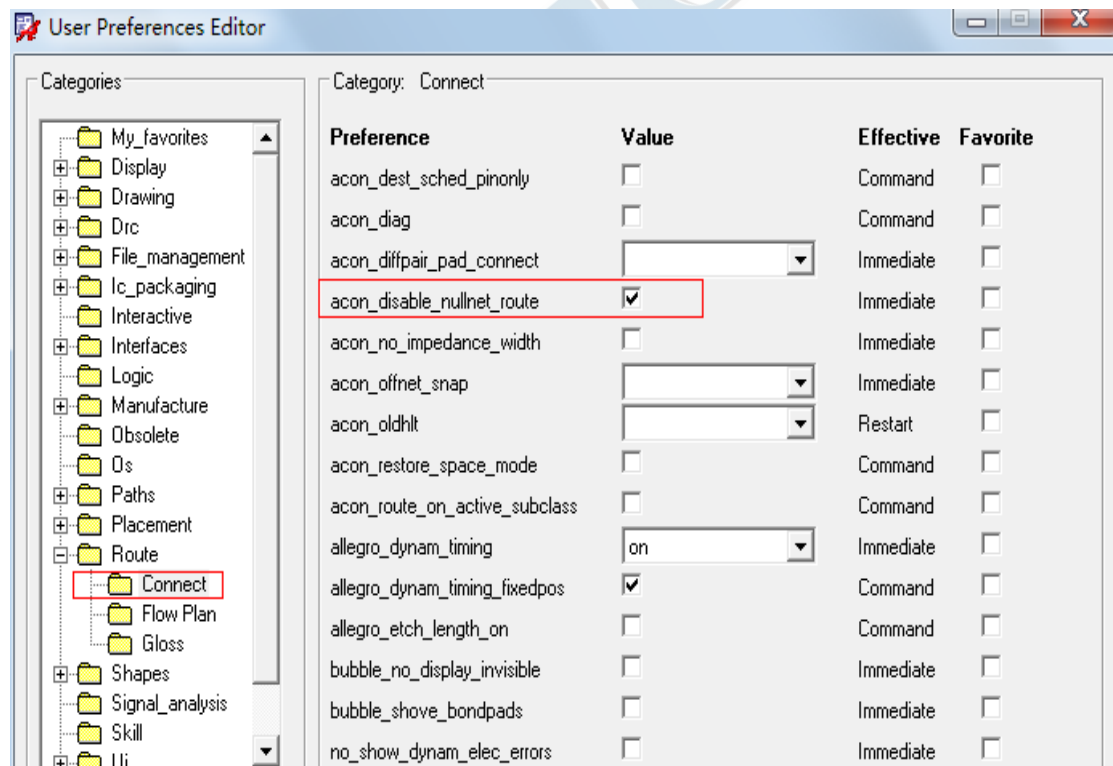 User Preferences Editor
Categories
My_favorites
Display
Drawing
Drc
File_management
Ic_packaging
Interactive
Interfaces
Logic
Manufacture
Obsolete
Os
Paths
Placement
Route
Connect
Flow Plan
Gloss
Shapes
Signal_analysis
Skill
Ui
Category: Connect
Preference Value Effective Favorite
acon_dest_sched_pinonly Command
acon_diag Command
acon_diffpair_pad_connect Immediate
acon_disable_nullnet_route Immediate
acon_no_impedance_width Immediate
acon_offnet_snap Immediate
acon_oldhlt Restart
acon_restore_space_mode Command
acon_route_on_active_subclass Command
allegro_dynam_timing on Immediate
allegro_dynam_timing_fixedpos Command
allegro_etch_length_on Command
bubble_no_display_invisible Immediate
bubble_shove_bondpads Immediate
no_show_dynam_elec_errors Immediate